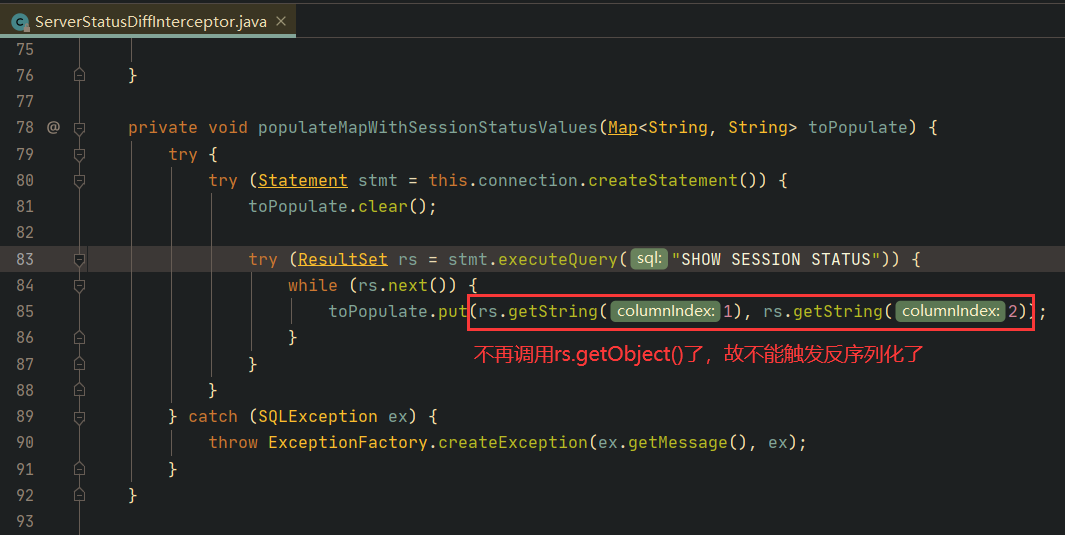 ServerStatusDiffInterceptor.java
75
76 }
77
78 @ private void populateMapWithSessionStatusValues(Map<String, String> toPopulate) {
79 try {
80 try (Statement stmt = this.connection.createStatement()) {
81 toPopulate.clear();
82
83 try (ResultSet rs = stmt.executeQuery( sql: "SHOW SESSION STATUS")) {
84 while (rs.next()) {
85 toPopulate.put(rs.getString( columnIndex: 1), rs.getString( columnIndex: 2));
86 }
不再调用rs.getObject()了，故不能触发反序列化了
87 }
88 }
89 } catch (SQLException ex) {
90 throw ExceptionFactory.createException(ex.getMessage(), ex);
91 }
92 }
93